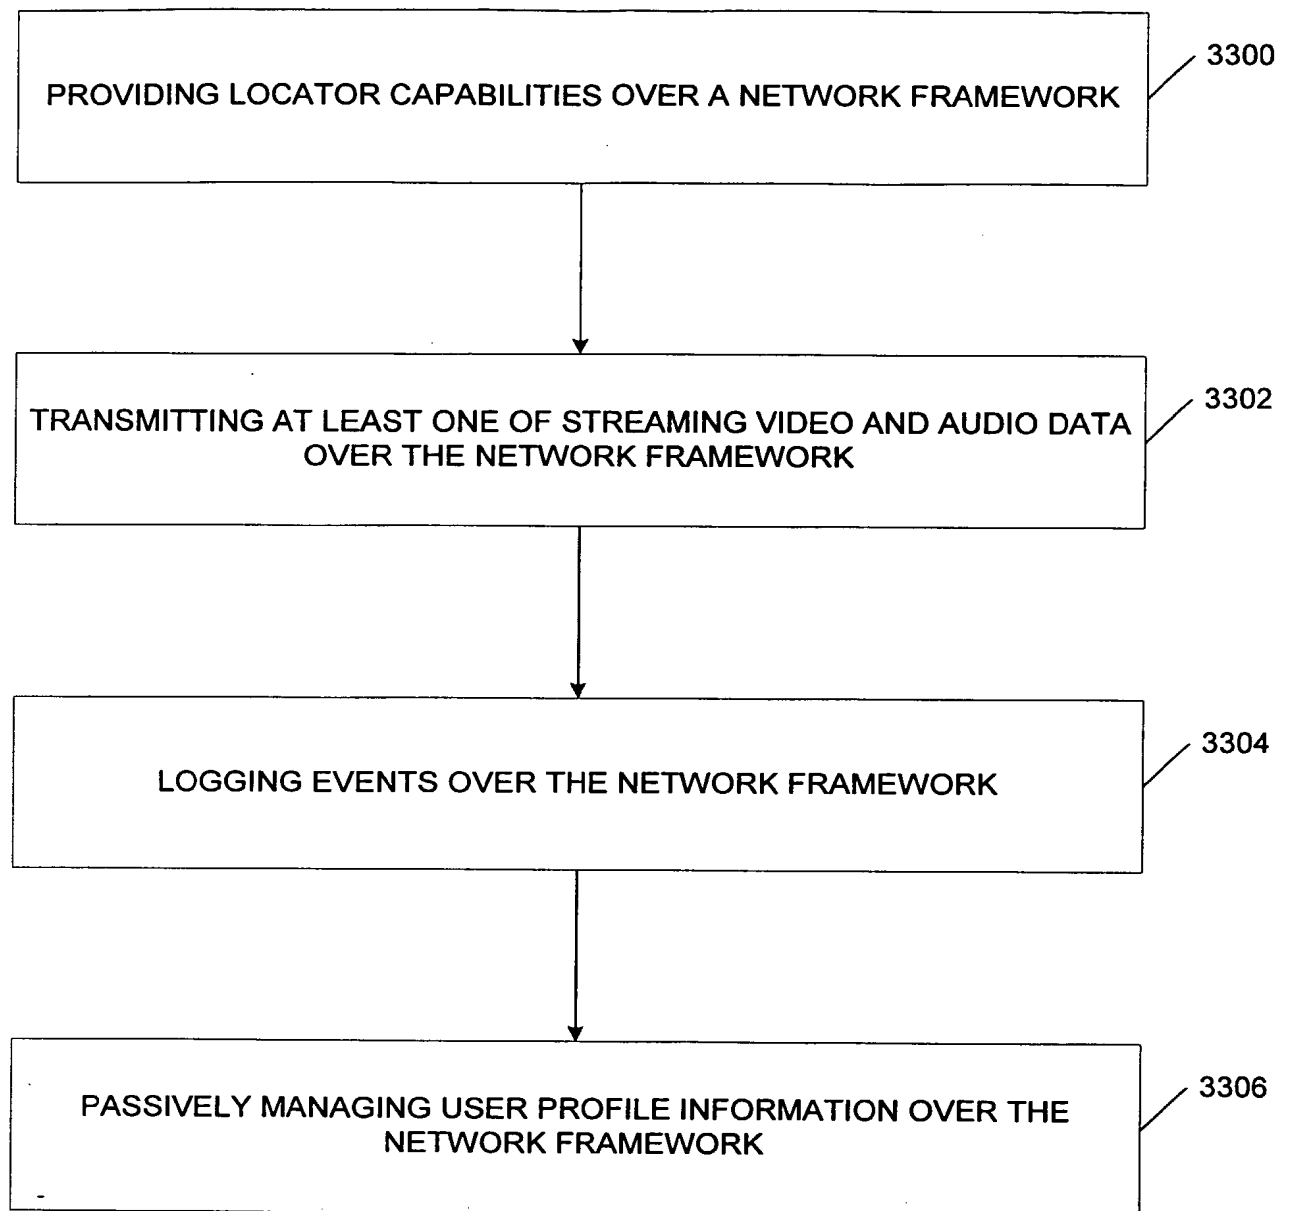 PROVIDING LOCATOR CAPABILITIES OVER A NETWORK FRAMEWORK
3300
TRANSMITTING AT LEAST ONE OF STREAMING VIDEO AND AUDIO DATA
OVER THE NETWORK FRAMEWORK
3302
LOGGING EVENTS OVER THE NETWORK FRAMEWORK
3304
PASSIVELY MANAGING USER PROFILE INFORMATION OVER THE
NETWORK FRAMEWORK
3306